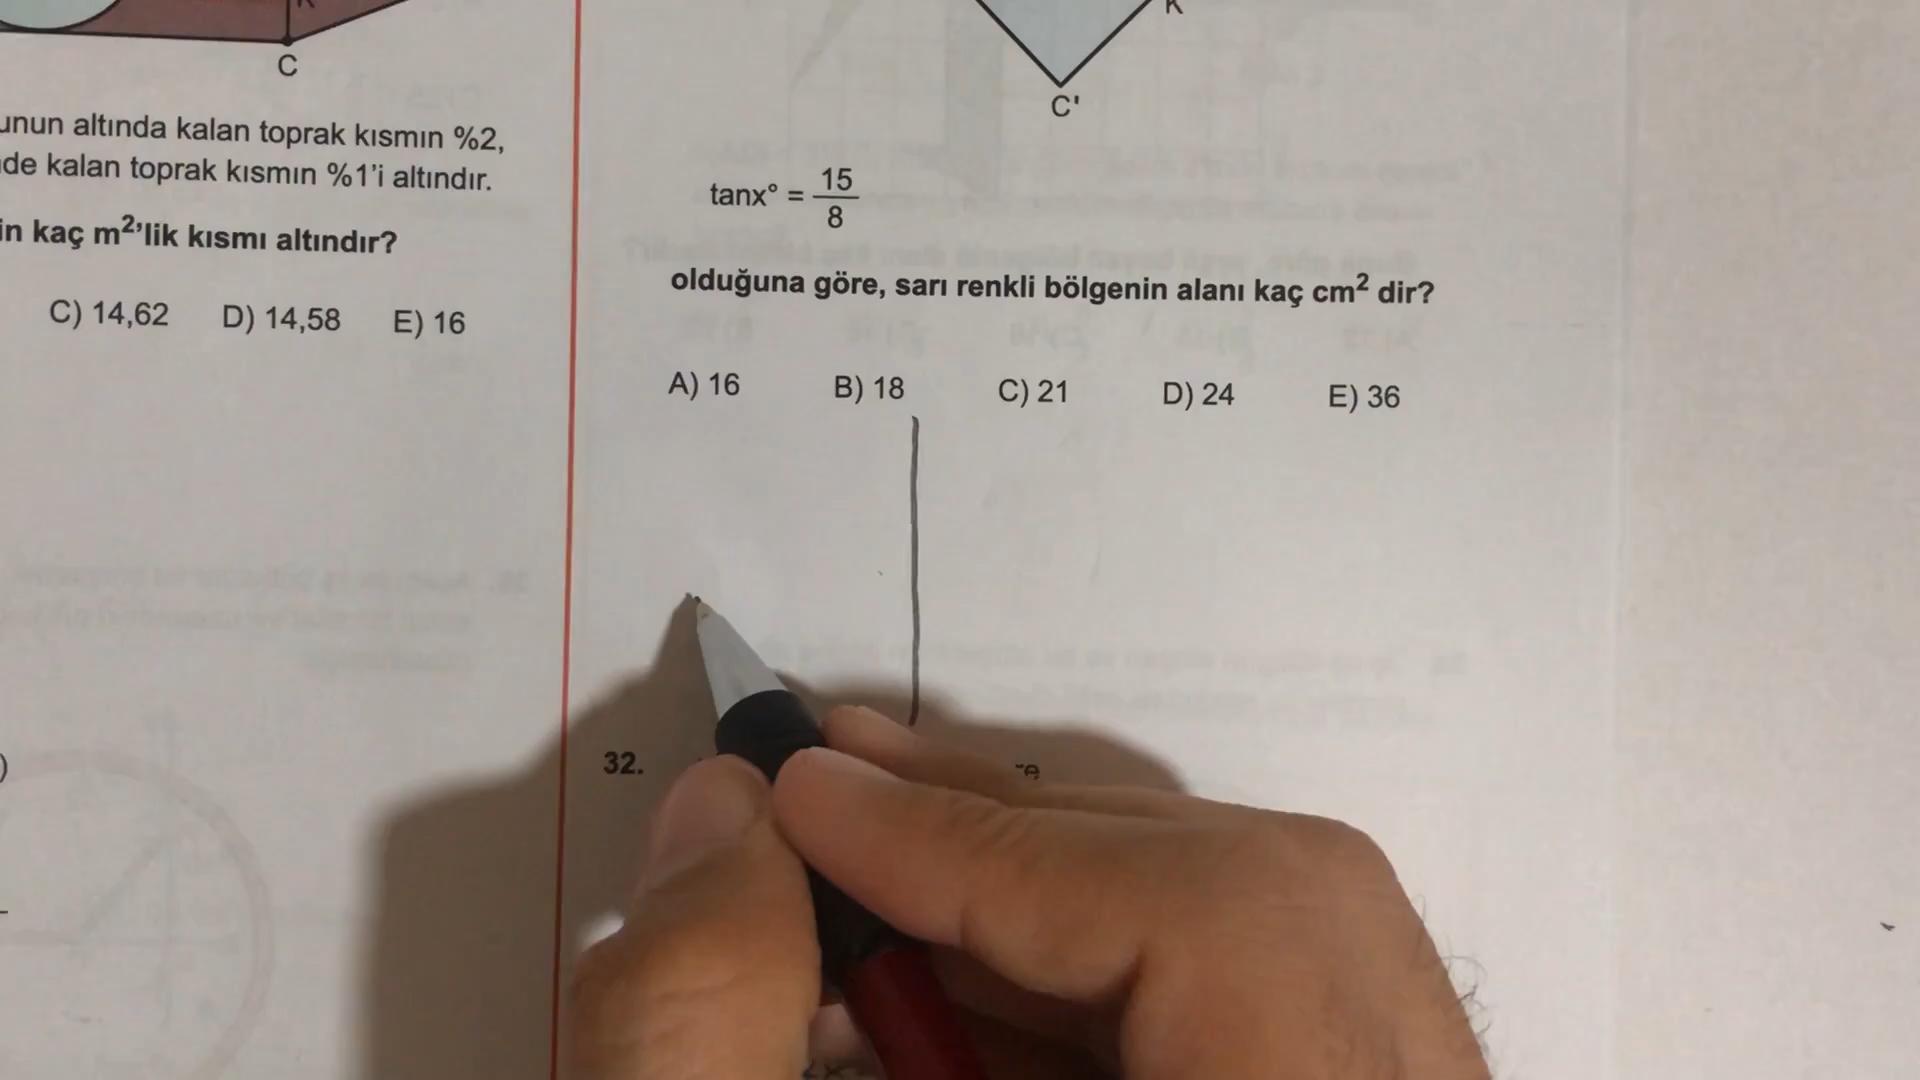 C
unun altında kalan toprak kısmın %2,
de kalan toprak kısmın %1'i altındır.
in kaç m²'lik kısmı altındır?
C) 14,62 D) 14,58 E) 16
K
C'
tanx° = 15/8
olduğuna göre, sarı renkli bölgenin alanı kaç cm² dir?
A) 16 B) 18 C) 21 D) 24 E) 36
32.